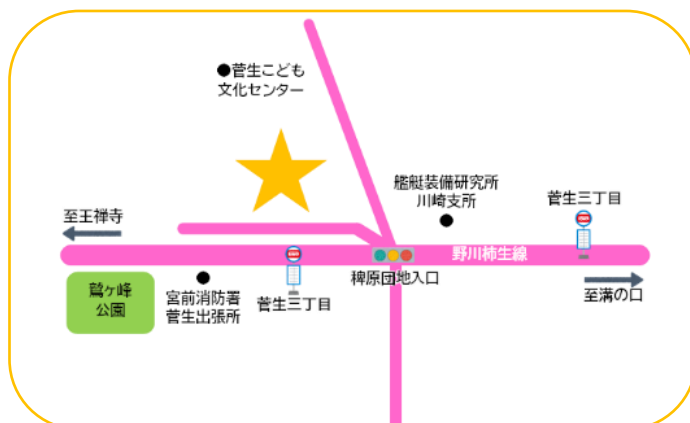 ●菅生こども
文化センター
艦艇装備研究所
川崎支所
菅生三丁目
至王禅寺
野川柿生線
鷲ヶ峰
公園
宮前消防署
菅生出張所
菅生三丁目
稗原団地入口
至溝の口